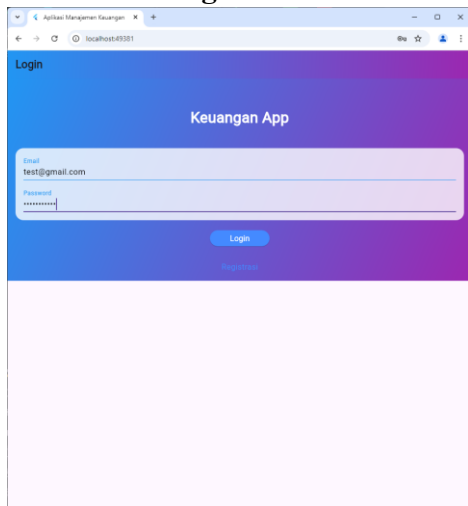 Aplikasi Manajemen Keuangan
localhost:49381
Login
Keuangan App
Email
test@gmail.com
Password
•••••••••••
Login
Registrasi